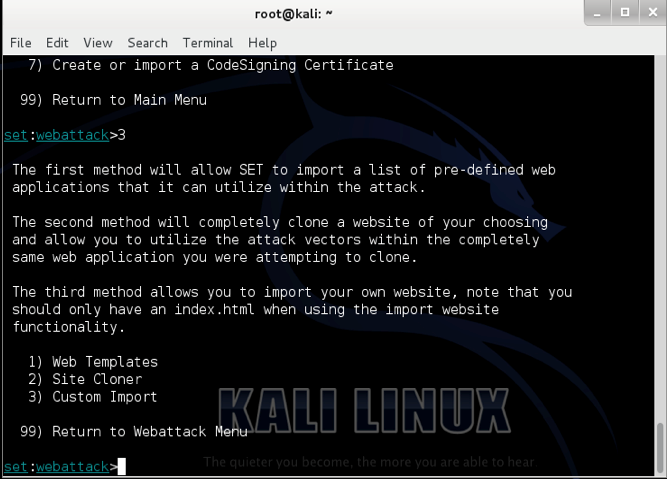 root@kali: ~
File Edit View Search Terminal Help
7) Create or import a CodeSigning Certificate
99) Return to Main Menu
set:webattack>3
The first method will allow SET to import a list of pre-defined web
applications that it can utilize within the attack.
The second method will completely clone a website of your choosing
and allow you to utilize the attack vectors within the completely
same web application you were attempting to clone.
The third method allows you to import your own website, note that you
should only have an index.html when using the import website
functionality.
1) Web Templates
2) Site Cloner
3) Custom Import
KALI LINUX
99) Return to Webattack Menu
The quieter you become, the more you are able to hear.
set:webattack>